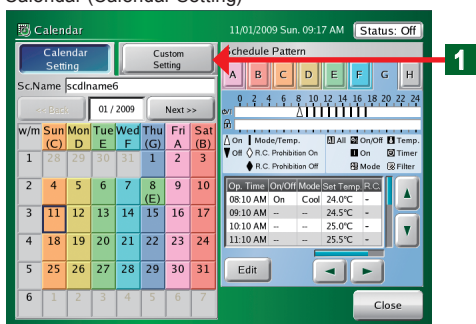 Calendar (Calendar Setting)
Calendar 11/01/2009 Sun. 09:17 AM Status: Off
Calendar Setting Custom Setting Schedule Pattern
1
A B C D E F G H
Sc.Name scdlname6
<< Back 01 / 2009 Next >>
0 2 4 6 8 10 12 14 16 18 20 22 24
w/m Sun (C) Mon D Tue E Wed F Thu (G) Fri A Sat (B)
1 28 29 30 31 1 2 3
2 4 5 6 7 8 (E) 9 10
3 11 12 13 14 15 16 17
4 18 19 20 21 22 23 24
5 25 26 27 28 29 30 31
6 1 2 3 4 5 6 7
On Mode/Temp. All On/Off Temp.
Off R.C. Prohibition On On Timer
R.C. Prohibition Off Mode Filter
Op. Time On/Off Mode Set Temp. R.C.
08:10 AM On Cool 24.0°C -
09:10 AM -- -- 24.5°C -
10:10 AM -- -- 25.0°C -
11:10 AM -- -- 25.5°C -
Edit
Close